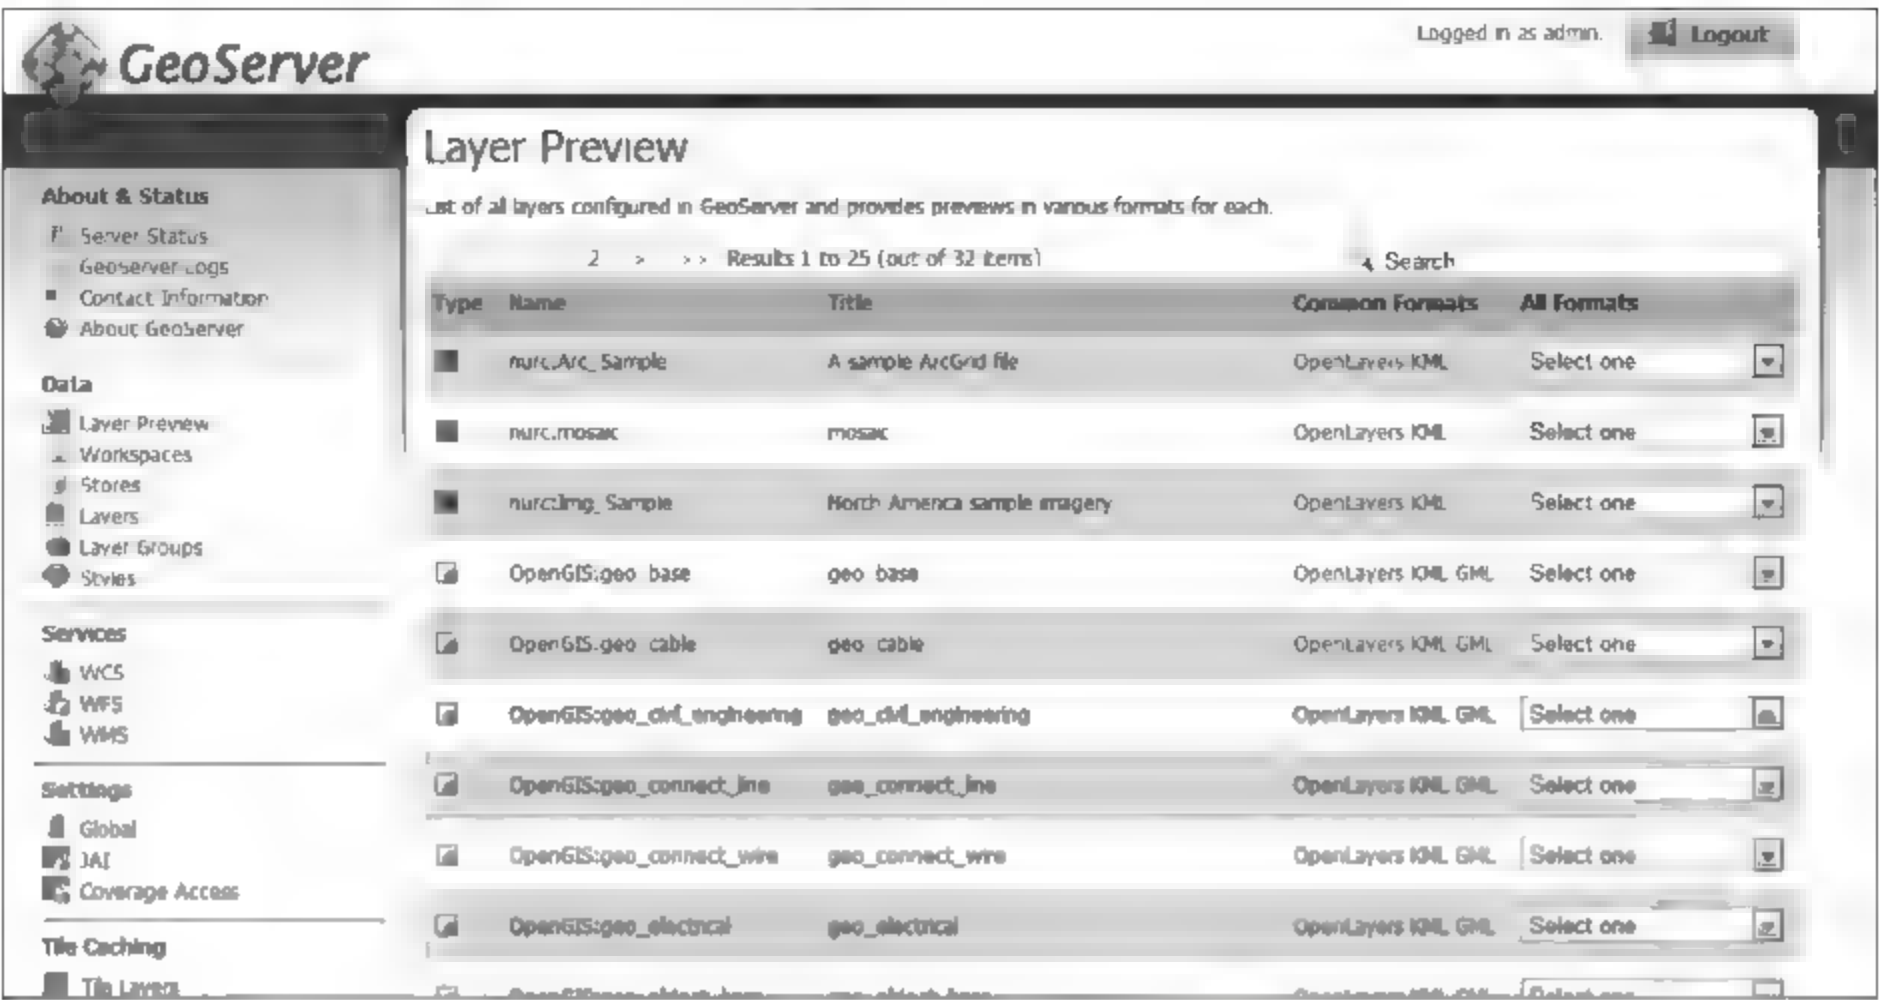 GeoServer
Logged in as admin.
Logout
About & Status
Server Status
GeoServer Logs
Contact Information
About GeoServer
Data
Layer Preview
Workspaces
Stores
Layers
Layer Groups
Styles
Services
WCS
WFS
WMS
Settings
Global
JAI
Coverage Access
Tile Caching
Tile Layers
Layer Preview
List of all layers configured in GeoServer and provides previews in various formats for each.
2 > >> Results 1 to 25 (out of 32 items)
Search
Type Name Title Common Formats All Formats
nurc:Arc_Sample A sample ArcGrid file OpenLayers KML Select one
nurc:mosaic mosaic OpenLayers KML Select one
nurc:Img_Sample North America sample imagery OpenLayers KML Select one
OpenGIS:geo_base geo_base OpenLayers KML GML Select one
OpenGIS:geo_cable geo_cable OpenLayers KML GML Select one
OpenGIS:geo_civil_engineering geo_civil_engineering OpenLayers KML GML Select one
OpenGIS:geo_connect_line geo_connect_line OpenLayers KML GML Select one
OpenGIS:geo_connect_wire geo_connect_wire OpenLayers KML GML Select one
OpenGIS:geo_electrical geo_electrical OpenLayers KML GML Select one